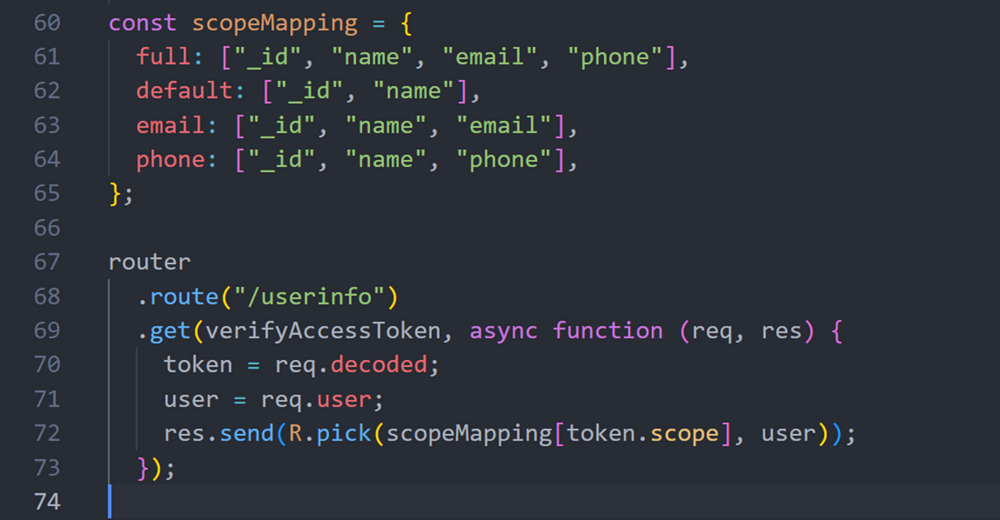 60 const scopeMapping = {
61   full: ["_id", "name", "email", "phone"],
62   default: ["_id", "name"],
63   email: ["_id", "name", "email"],
64   phone: ["_id", "name", "phone"],
65 };
66
67 router
68   .route("/userinfo")
69   .get(verifyAccessToken, async function (req, res) {
70     token = req.decoded;
71     user = req.user;
72     res.send(R.pick(scopeMapping[token.scope], user));
73   });
74